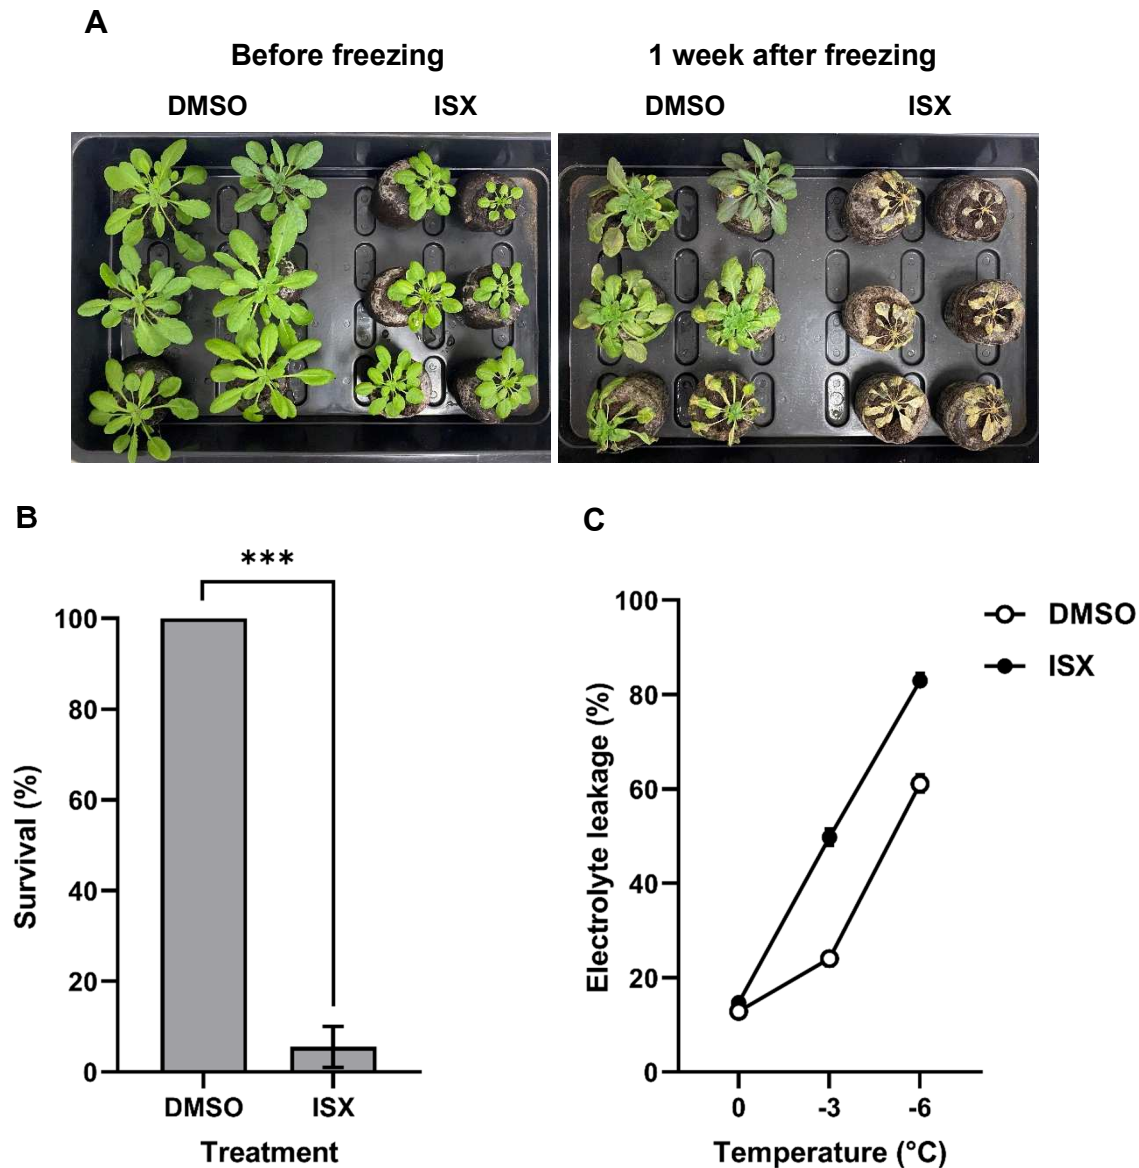 A
Before freezing
1 week after freezing
DMSO
ISX
DMSO
ISX
B
***
100
80
60
40
20
0
Survival (%)
DMSO
ISX
Treatment
C
100
80
60
40
20
0
Electrolyte leakage (%)
0
-3
-6
Temperature (°C)
DMSO
ISX